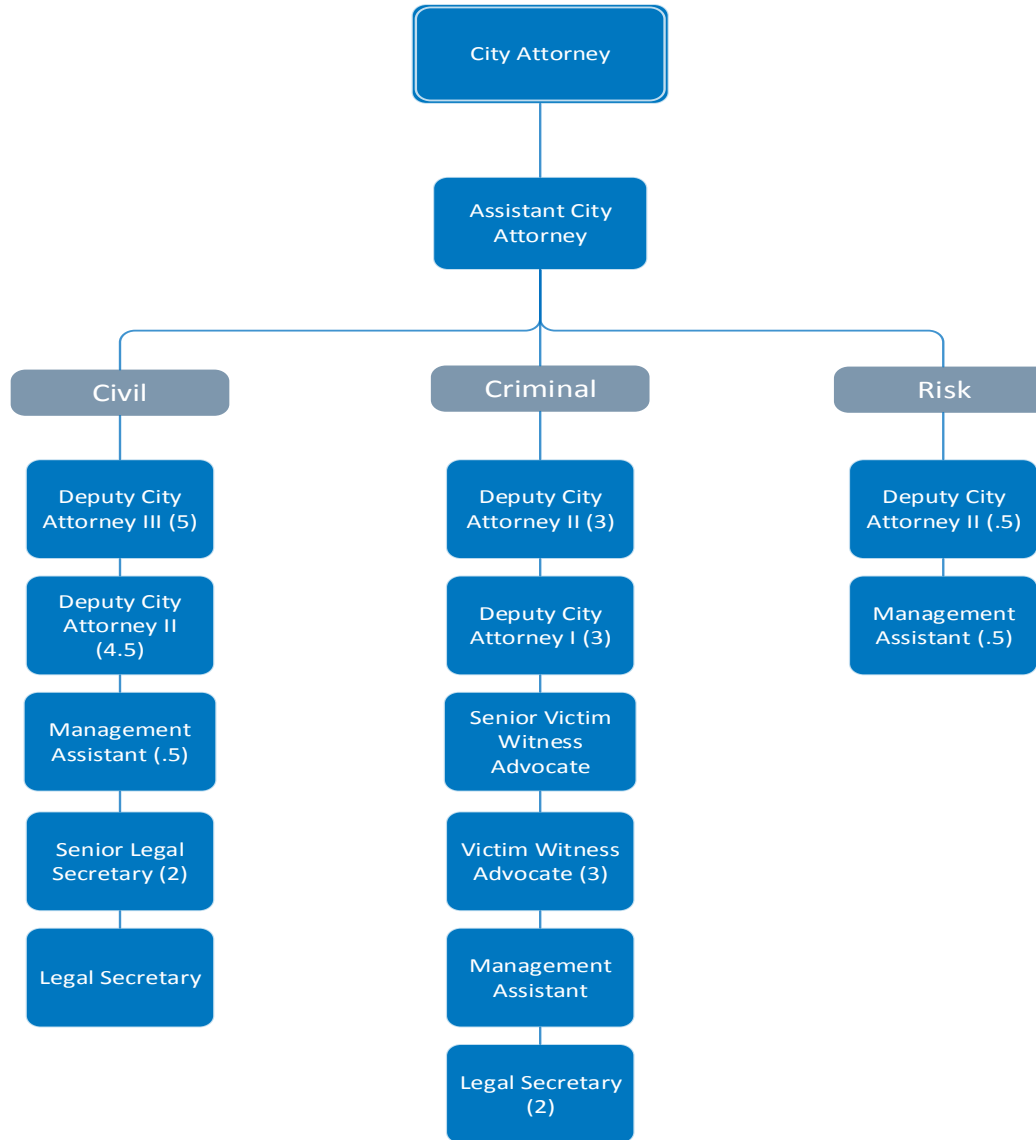 City Attorney
Assistant City
Attorney
Civil
Criminal
Risk
Deputy City
Attorney III (5)
Deputy City
Attorney II
(4.5)
Management
Assistant (.5)
Senior Legal
Secretary (2)
Legal Secretary
Deputy City
Attorney II (3)
Deputy City
Attorney I (3)
Senior Victim
Witness
Advocate
Victim Witness
Advocate (3)
Management
Assistant
Legal Secretary
(2)
Deputy City
Attorney II (.5)
Management
Assistant (.5)